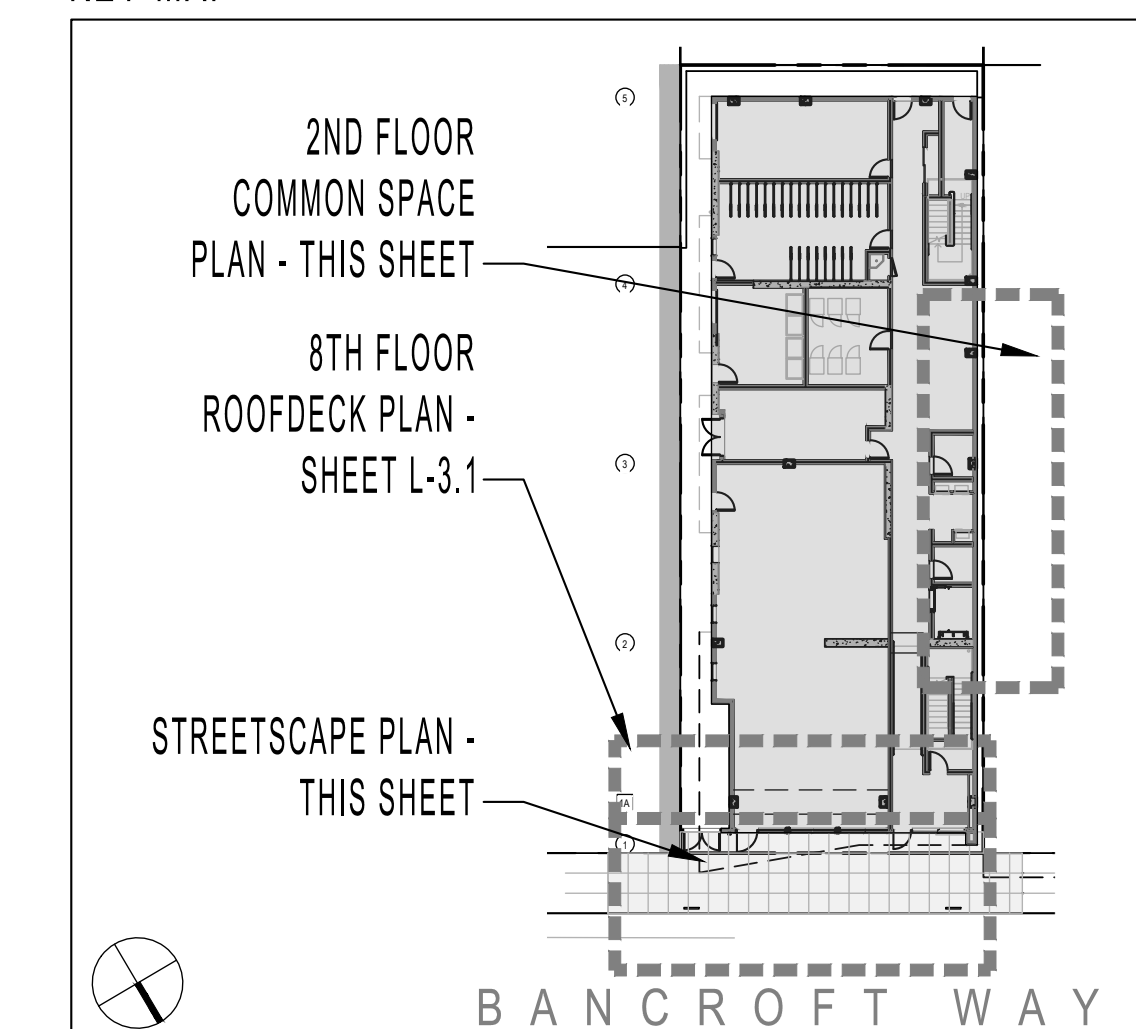 2ND FLOOR
COMMON SPACE
PLAN - THIS SHEET
8TH FLOOR
ROOFDECK PLAN -
SHEET L-3.1
STREETSCAPE PLAN -
THIS SHEET
5
4
3
2
1A
1
BANCROFT WAY